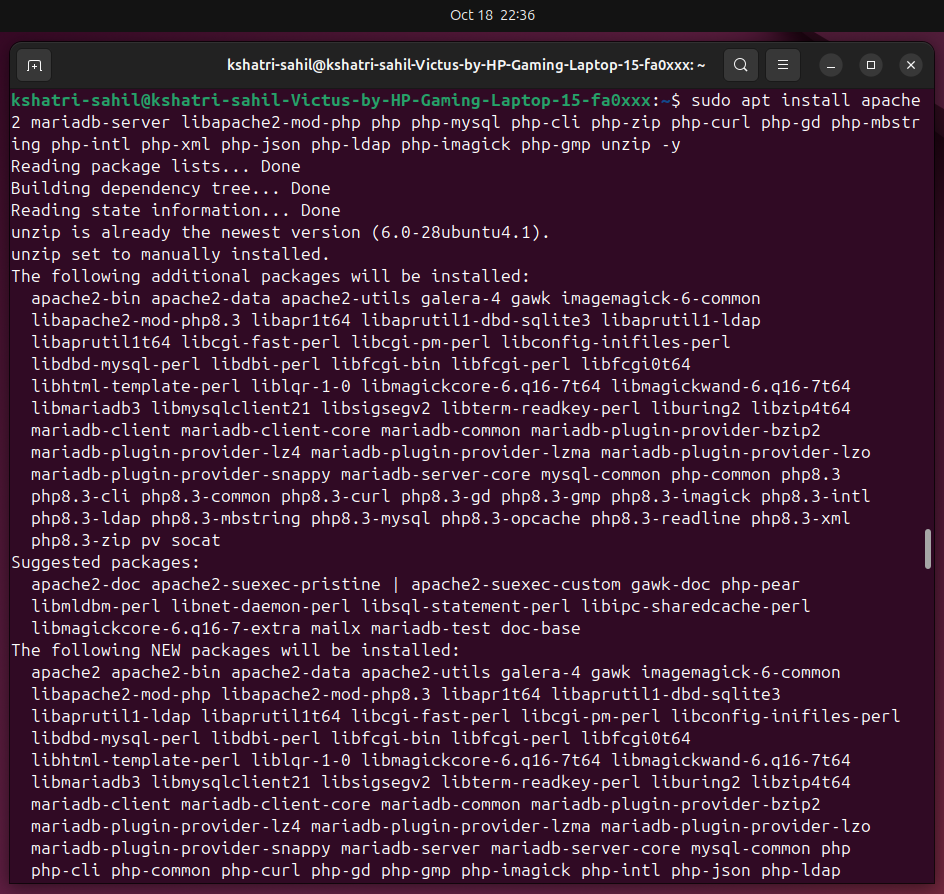 Oct 18 22:36
kshatri-sahil@kshatri-sahil-Victus-by-HP-Gaming-Laptop-15-fa0xxx: ~
kshatri-sahil@kshatri-sahil-Victus-by-HP-Gaming-Laptop-15-fa0xxx:~$ sudo apt install apache
2 mariadb-server libapache2-mod-php php php-mysql php-cli php-zip php-curl php-gd php-mbstr
ing php-intl php-xml php-json php-ldap php-imagick php-gmp unzip -y
Reading package lists... Done
Building dependency tree... Done
Reading state information... Done
unzip is already the newest version (6.0-28ubuntu4.1).
unzip set to manually installed.
The following additional packages will be installed:
apache2-bin apache2-data apache2-utils galera-4 gawk imagemagick-6-common
libapache2-mod-php8.3 libapr1t64 libaprutil1-dbd-sqlite3 libaprutil1-ldap
libaprutil1t64 libcgi-fast-perl libcgi-pm-perl libconfig-inifiles-perl
libdbd-mysql-perl libdbi-perl libfcgi-bin libfcgi-perl libfcgi0t64
libhtml-template-perl liblqr-1-0 libmagickcore-6.q16-7t64 libmagickwand-6.q16-7t64
libmariadb3 libmysqlclient21 libsigsegv2 libterm-readkey-perl liburing2 libzip4t64
mariadb-client mariadb-client-core mariadb-common mariadb-plugin-provider-bzip2
mariadb-plugin-provider-lz4 mariadb-plugin-provider-lzma mariadb-plugin-provider-lzo
mariadb-plugin-provider-snappy mariadb-server-core mysql-common php-common php8.3
php8.3-cli php8.3-common php8.3-curl php8.3-gd php8.3-gmp php8.3-imagick php8.3-intl
php8.3-ldap php8.3-mbstring php8.3-mysql php8.3-opcache php8.3-readline php8.3-xml
php8.3-zip pv socat
Suggested packages:
apache2-doc apache2-suexec-pristine | apache2-suexec-custom gawk-doc php-pear
libmldbm-perl libnet-daemon-perl libsql-statement-perl libipc-sharedcache-perl
libmagickcore-6.q16-7-extra mailx mariadb-test doc-base
The following NEW packages will be installed:
apache2 apache2-bin apache2-data apache2-utils galera-4 gawk imagemagick-6-common
libapache2-mod-php libapache2-mod-php8.3 libapr1t64 libaprutil1-dbd-sqlite3
libaprutil1-ldap libaprutil1t64 libcgi-fast-perl libcgi-pm-perl libconfig-inifiles-perl
libdbd-mysql-perl libdbi-perl libfcgi-bin libfcgi-perl libfcgi0t64
libhtml-template-perl liblqr-1-0 libmagickcore-6.q16-7t64 libmagickwand-6.q16-7t64
libmariadb3 libmysqlclient21 libsigsegv2 libterm-readkey-perl liburing2 libzip4t64
mariadb-client mariadb-client-core mariadb-common mariadb-plugin-provider-bzip2
mariadb-plugin-provider-lz4 mariadb-plugin-provider-lzma mariadb-plugin-provider-lzo
mariadb-plugin-provider-snappy mariadb-server mariadb-server-core mysql-common php
php-cli php-common php-curl php-gd php-gmp php-imagick php-intl php-json php-ldap